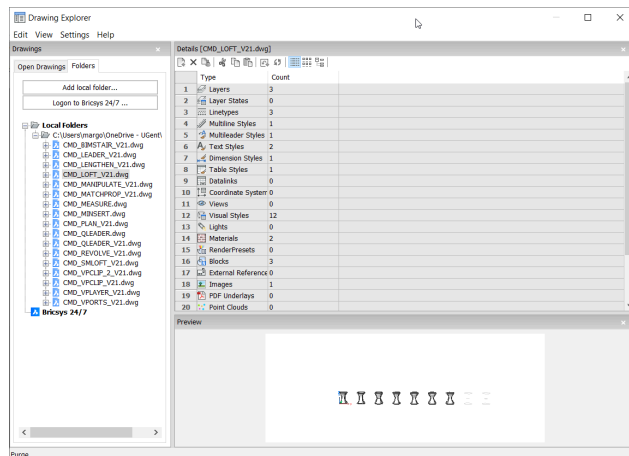 Drawing Explorer
Edit View Settings Help
Drawings
Details [CMD_LOFT_V21.dwg]
Open Drawings Folders
Add local folder...
Logon to Bricsys 24/7 ...
Local Folders
C:\Users\margo\OneDrive - UGent\
CMD_BIMSTAIR_V21.dwg
CMD_LEADER_V21.dwg
CMD_LENGTHEN_V21.dwg
CMD_LOFT_V21.dwg
CMD_MANIPULATE_V21.dwg
CMD_MATCHPROP_V21.dwg
CMD_MEASURE.dwg
CMD_MINSERT.dwg
CMD_PLAN_V21.dwg
CMD_QLEADER.dwg
CMD_QLEADER_V21.dwg
CMD_REVOLVE_V21.dwg
CMD_SMLOFT_V21.dwg
CMD_VPCLIP_2_V21.dwg
CMD_VPCLIP_V21.dwg
CMD_VPLAYER_V21.dwg
CMD_VPORTS_V21.dwg
Bricsys 24/7
Type Count
1 Layers 3
2 Layer States 0
3 Linetypes 3
4 Multiline Styles 1
5 Multileader Styles 1
6 Text Styles 2
7 Dimension Styles 1
8 Table Styles 1
9 Datalinks 0
10 Coordinate System 0
11 Views 0
12 Visual Styles 12
13 Lights 0
14 Materials 2
15 RenderPresets 0
16 Blocks 3
17 External Reference 0
18 Images 1
19 PDF Underlays 0
20 Point Clouds 0
Preview
Purge